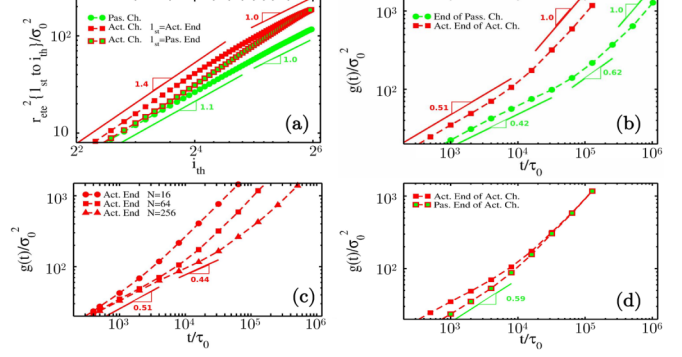 Pas. Ch.
Act. Ch. 1st=Act. End
Act. Ch. 1st=Pas. End
1.0
1.4
1.0
1.1
(a)
10²
10
r_ete²{1_st to i_th}/σ₀²
2² 2⁴ 2⁶
i_th
End of Pass. Ch.
Act. End of Act. Ch.
1.0
1.0
0.51
0.62
0.42
(b)
10³
10²
g(t)/σ₀²
10³ 10⁴ 10⁵ 10⁶
t/τ₀
Act. End N=16
Act. End N=64
Act. End N=256
0.44
0.51
(c)
10³
10²
g(t)/σ₀²
10³ 10⁴ 10⁵ 10⁶
t/τ₀
Act. End of Act. Ch.
Pas. End of Act. Ch.
0.59
(d)
10³
10²
g(t)/σ₀²
10³ 10⁴ 10⁵ 10⁶
t/τ₀